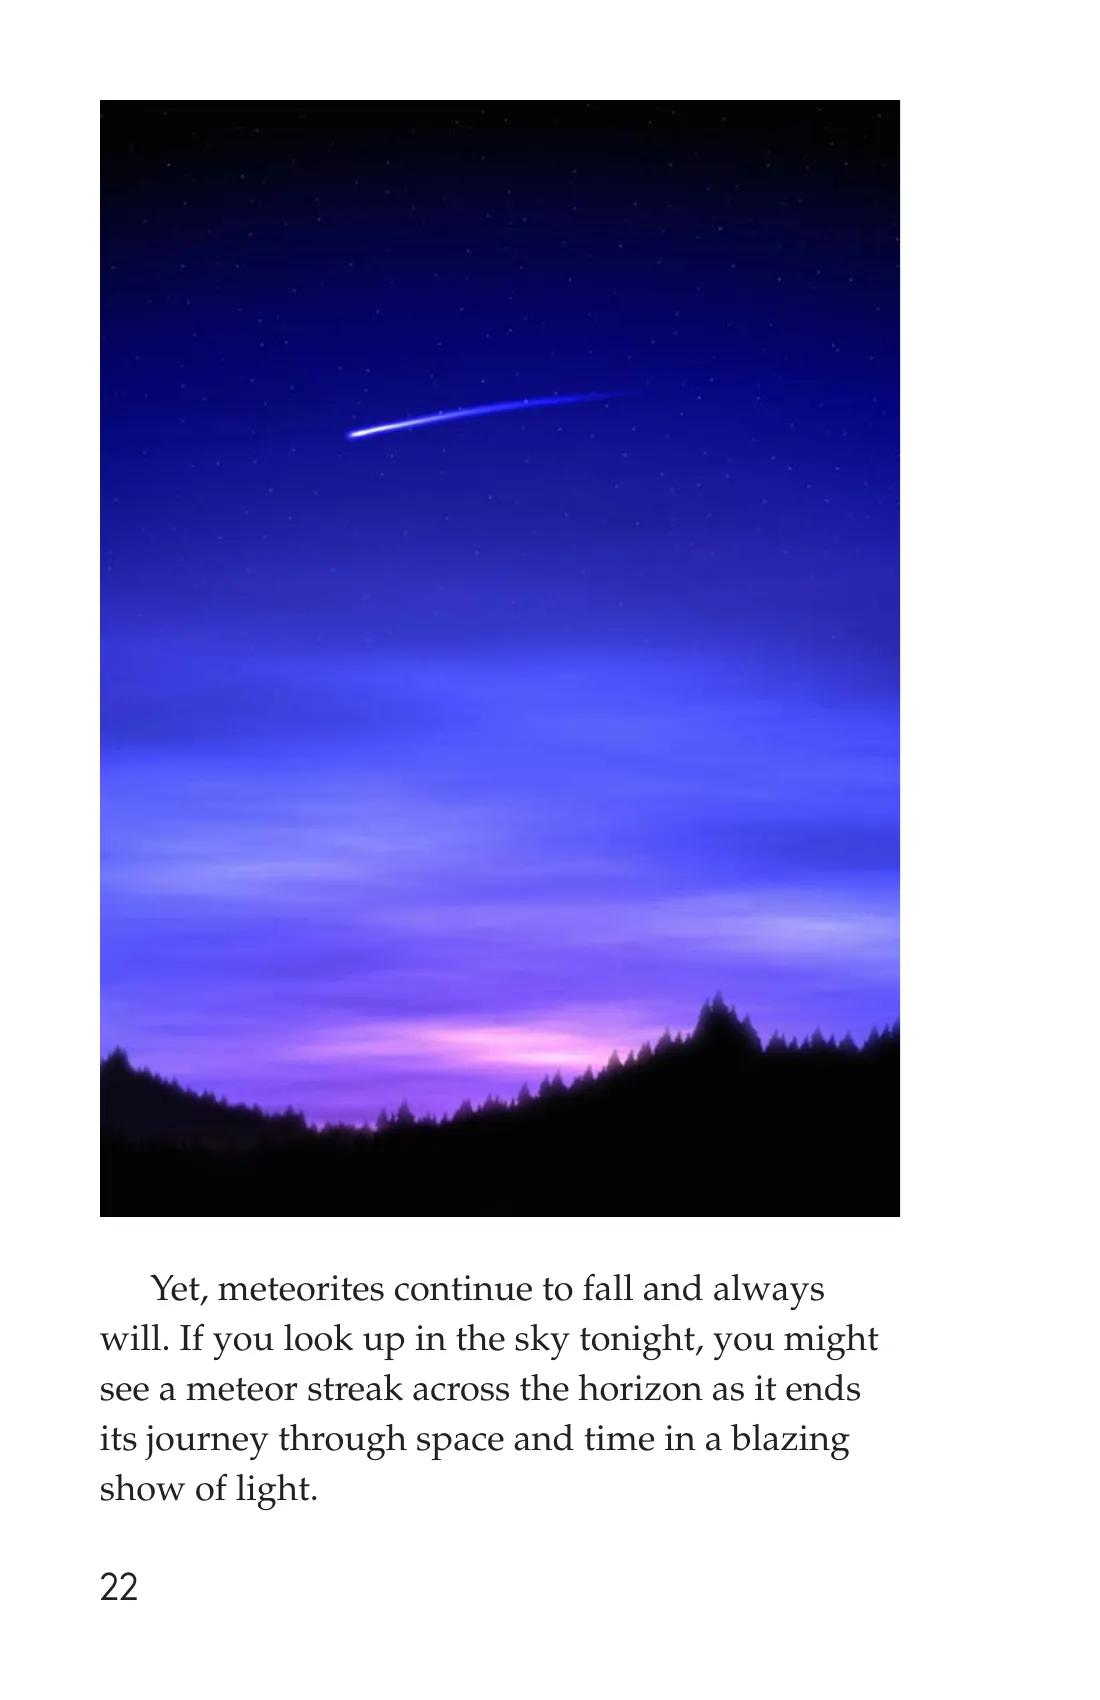 Yet, meteorites continue to fall and always
will. If you look up in the sky tonight, you might
see a meteor streak across the horizon as it ends
its journey through space and time in a blazing
show of light.
22